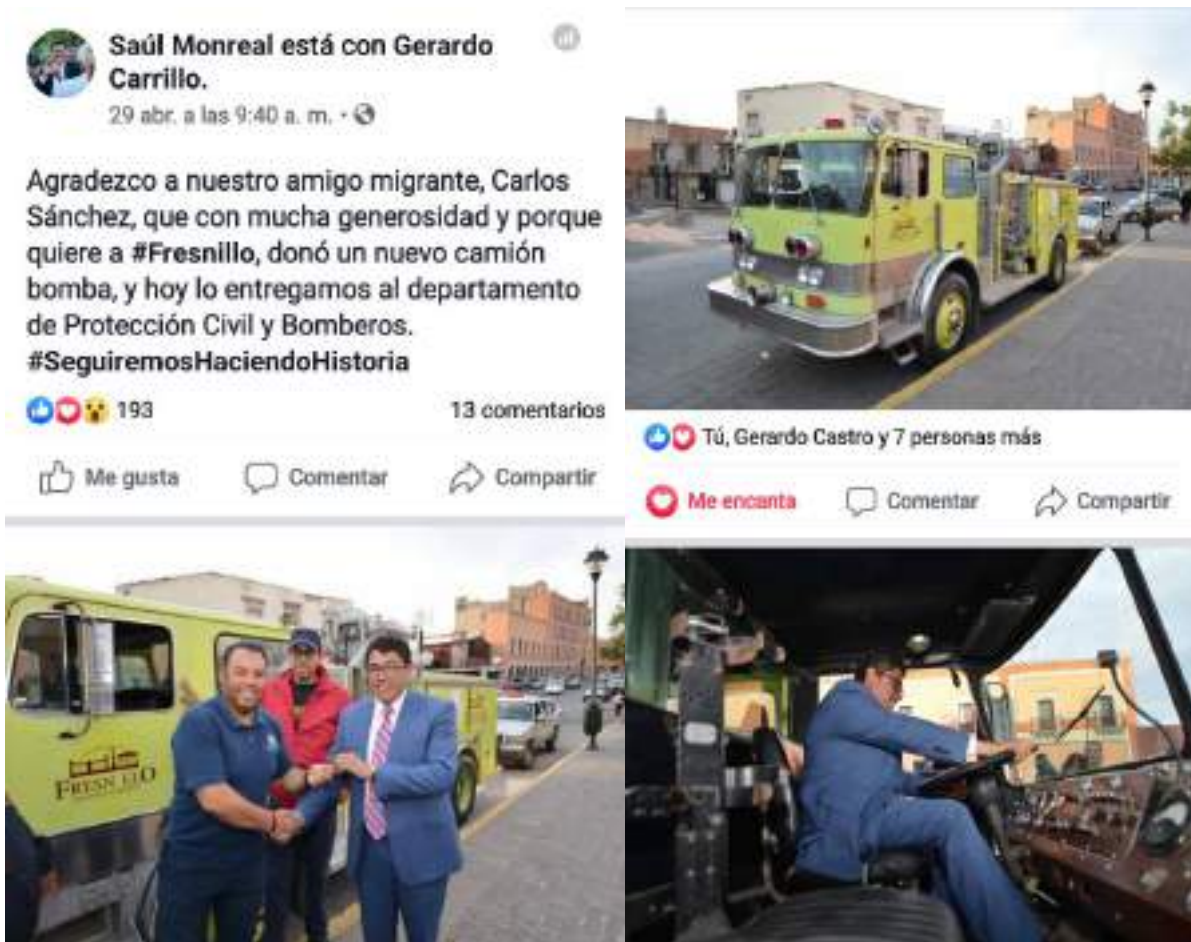 Saúl Monreal está con Gerardo
Carrillo.
29 abr. a las 9:40 a. m. ·
Agradezco a nuestro amigo migrante, Carlos
Sánchez, que con mucha generosidad y porque
quiere a #Fresnillo, donó un nuevo camión
bomba, y hoy lo entregamos al departamento
de Protección Civil y Bomberos.
#SeguiremosHaciendoHistoria
193
13 comentarios
Me gusta
Comentar
Compartir
FRESNILLO
Tú, Gerardo Castro y 7 personas más
Me encanta
Comentar
Compartir